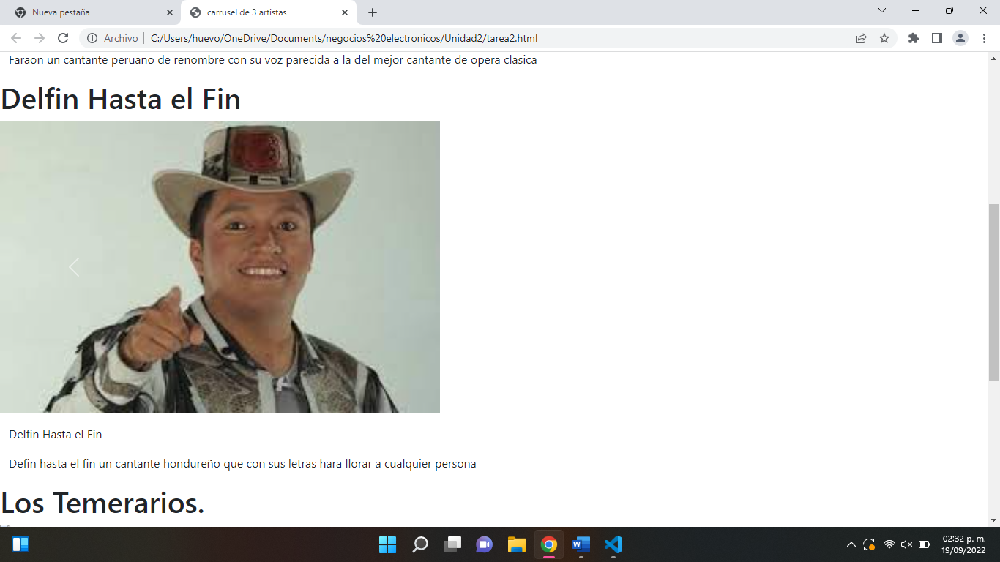 Nueva pestaña
carrusel de 3 artistas
Archivo
C:/Users/huevo/OneDrive/Documents/negocios%20electronicos/Unidad2/tarea2.html
Faraon un cantante peruano de renombre con su voz parecida a la del mejor cantante de opera clasica
Delfin Hasta el Fin
Delfin Hasta el Fin
Defin hasta el fin un cantante hondureño que con sus letras hara llorar a cualquier persona
Los Temerarios.
02:32 p. m.
19/09/2022